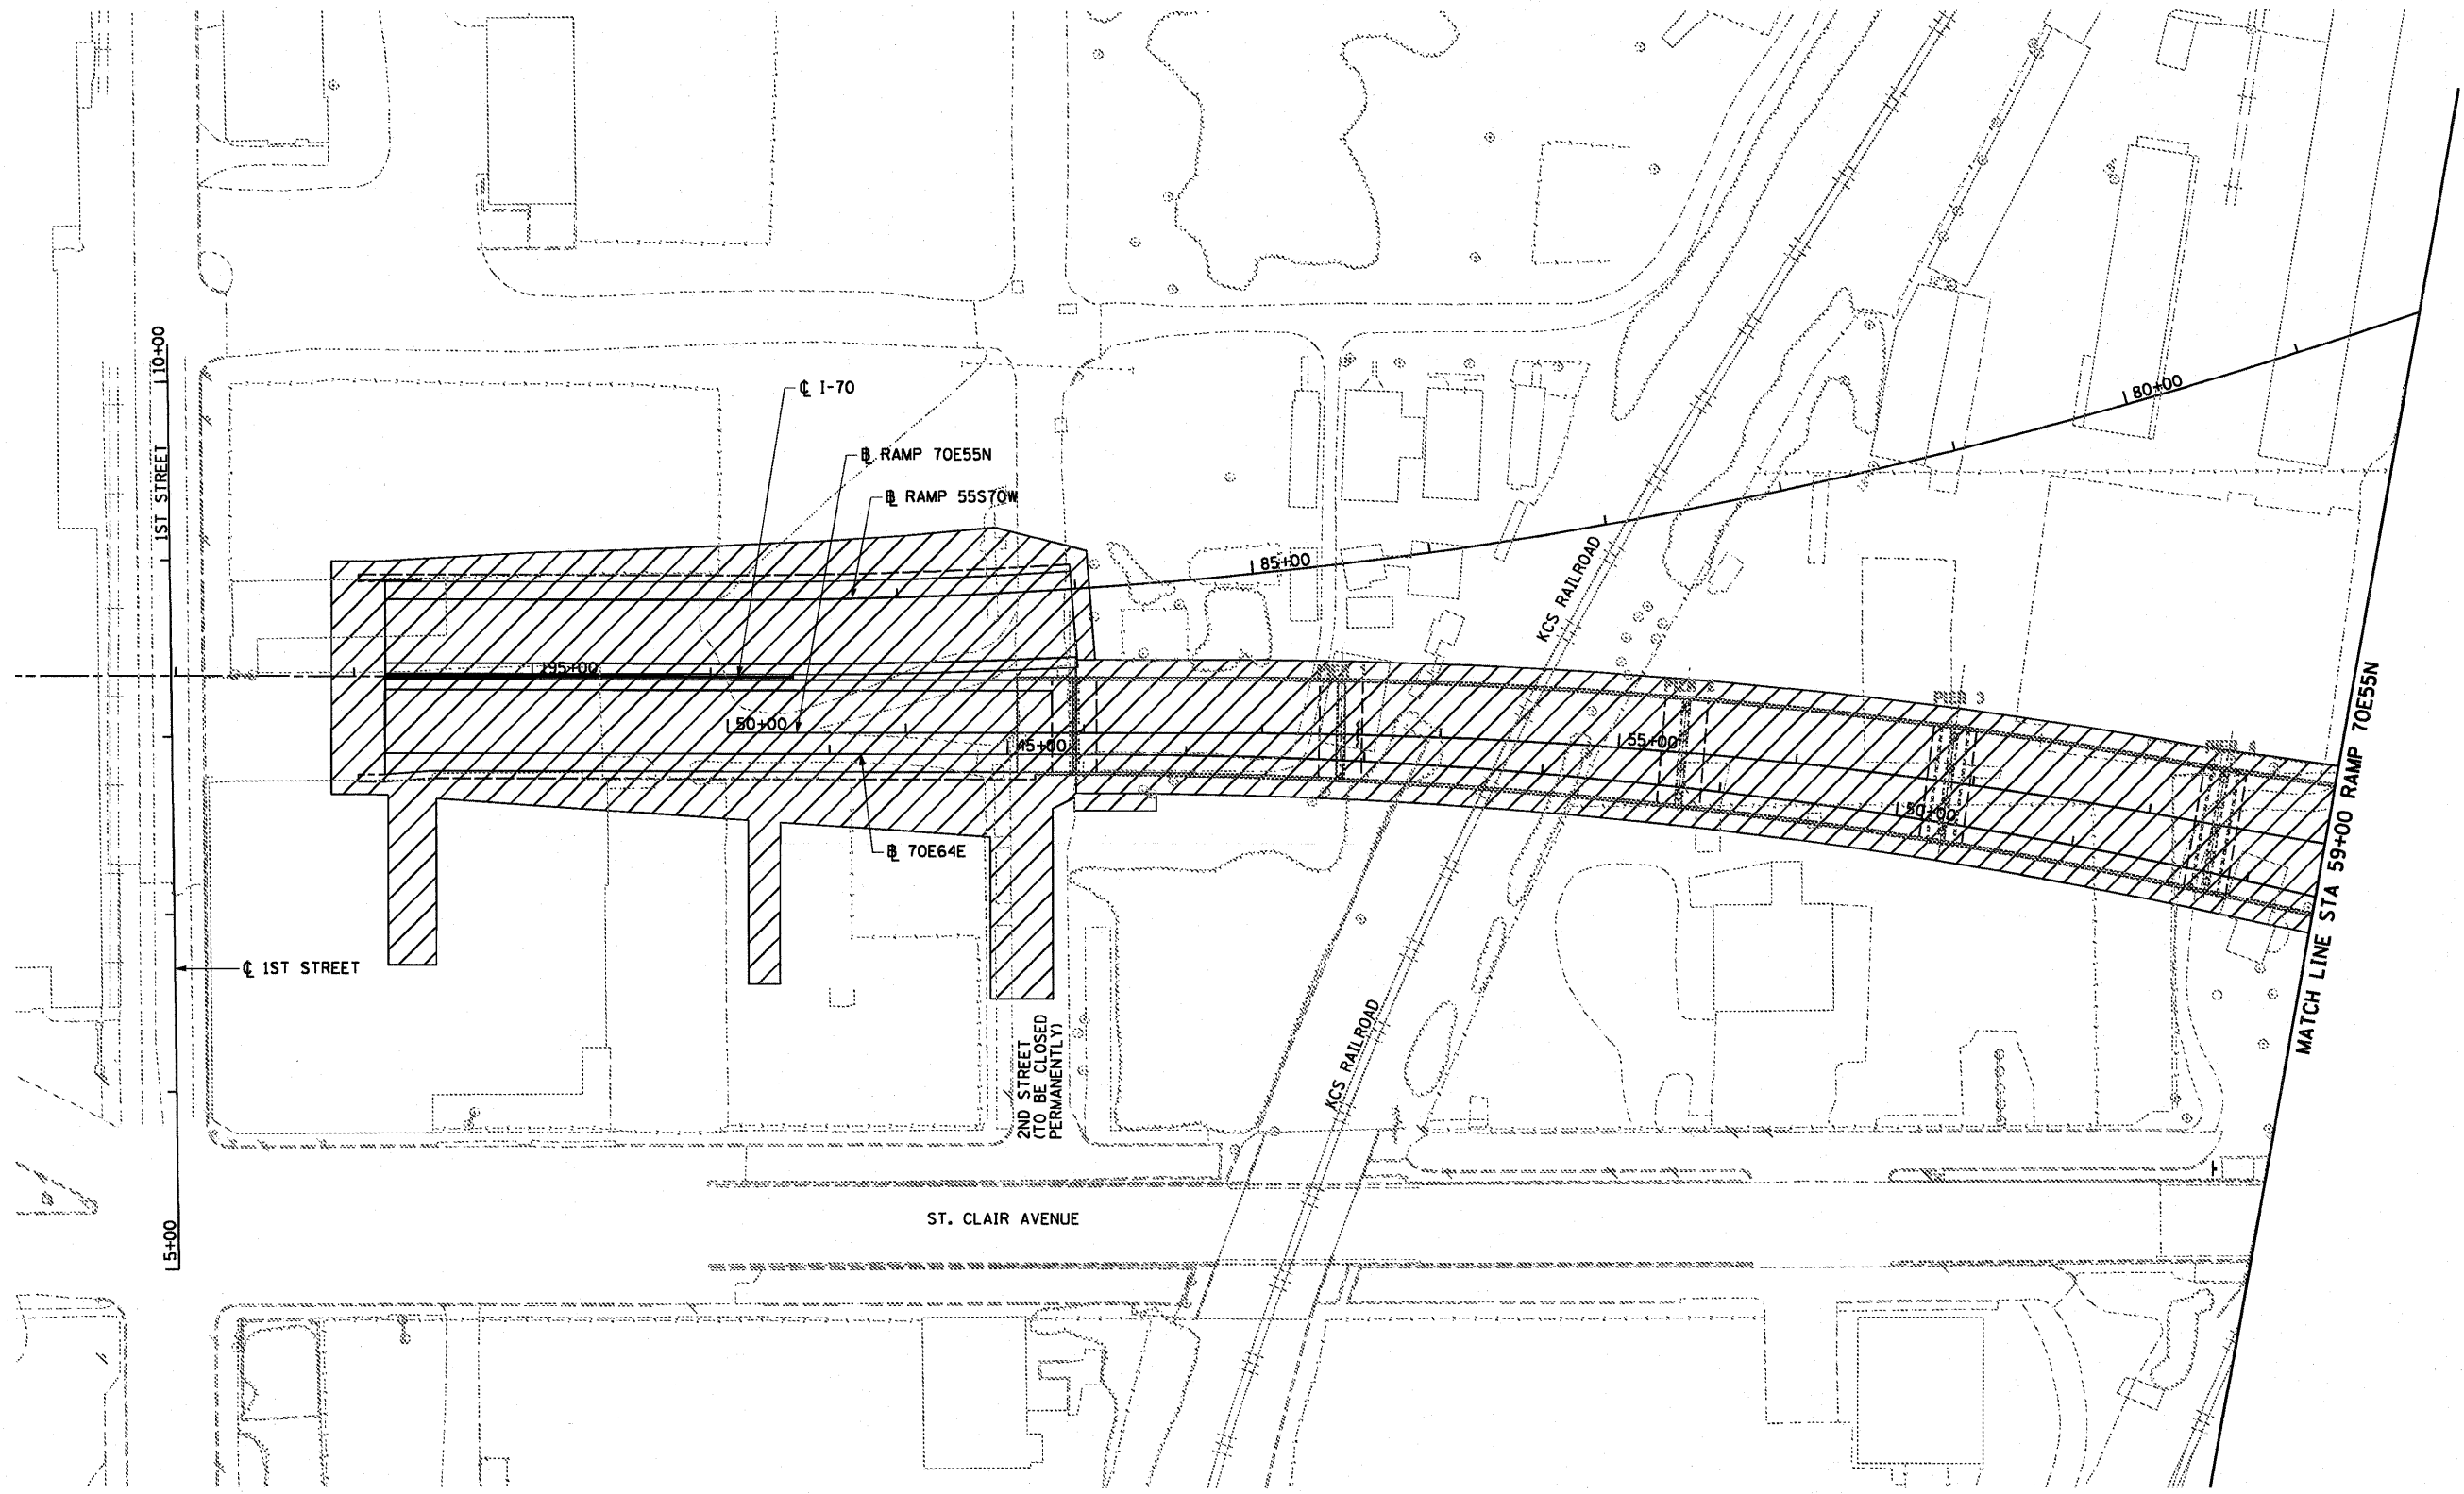 10+00
1ST STREET
℄ I-70
℄ RAMP 70E55N
℄ RAMP 55S70W
80+00
85+00
KCS RAILROAD
195+00
50+00
45+00
55+00
50+00
3
MATCH LINE STA 59+00 RAMP 70E55N
℄ 70E64E
℄ 1ST STREET
KCS RAILROAD
2ND STREET
(TO BE CLOSED
PERMANENTLY)
ST. CLAIR AVENUE
5+00